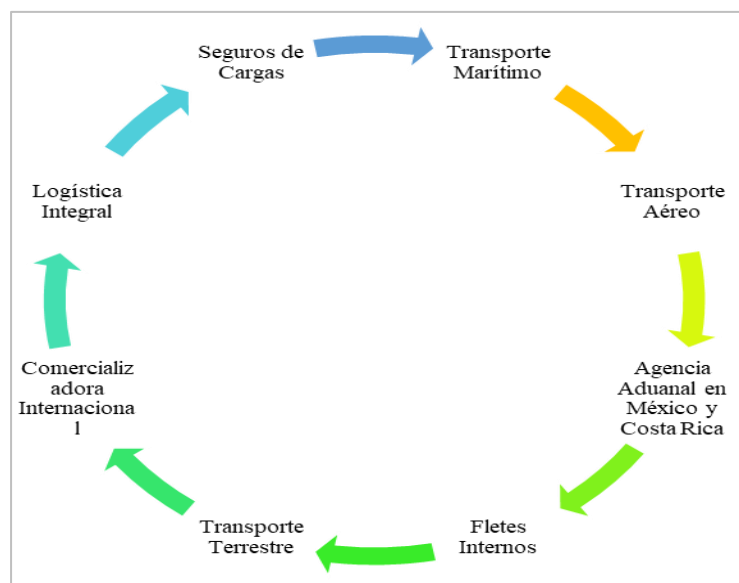 Seguros de
Cargas
Transporte
Marítimo
Transporte
Aéreo
Agencia
Aduanal en
México y
Costa Rica
Fletes
Internos
Transporte
Terrestre
Comercializ
adora
Internaciona
l
Logística
Integral